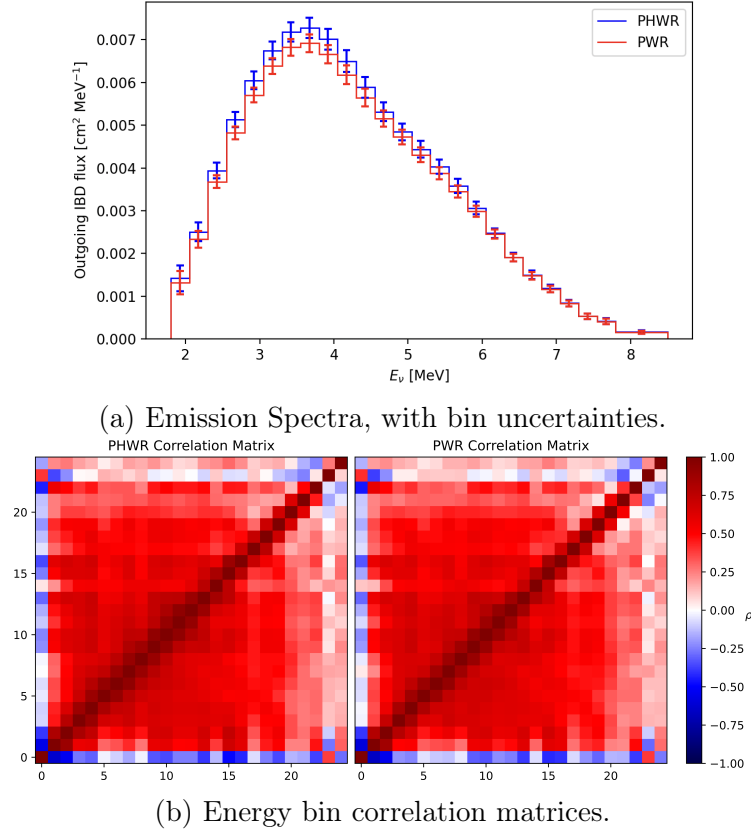 PHWR
PWR
Outgoing IBD flux [cm² MeV⁻¹]
0.007
0.006
0.005
0.004
0.003
0.002
0.001
0.000
2 3 4 5 6 7 8
Eν [MeV]
(a) Emission Spectra, with bin uncertainties.
PHWR Correlation Matrix
PWR Correlation Matrix
20
15
10
5
0
0 5 10 15 20
0 5 10 15 20
1.00
0.75
0.50
0.25
0.00
−0.25
−0.50
−0.75
−1.00
ρ
(b) Energy bin correlation matrices.